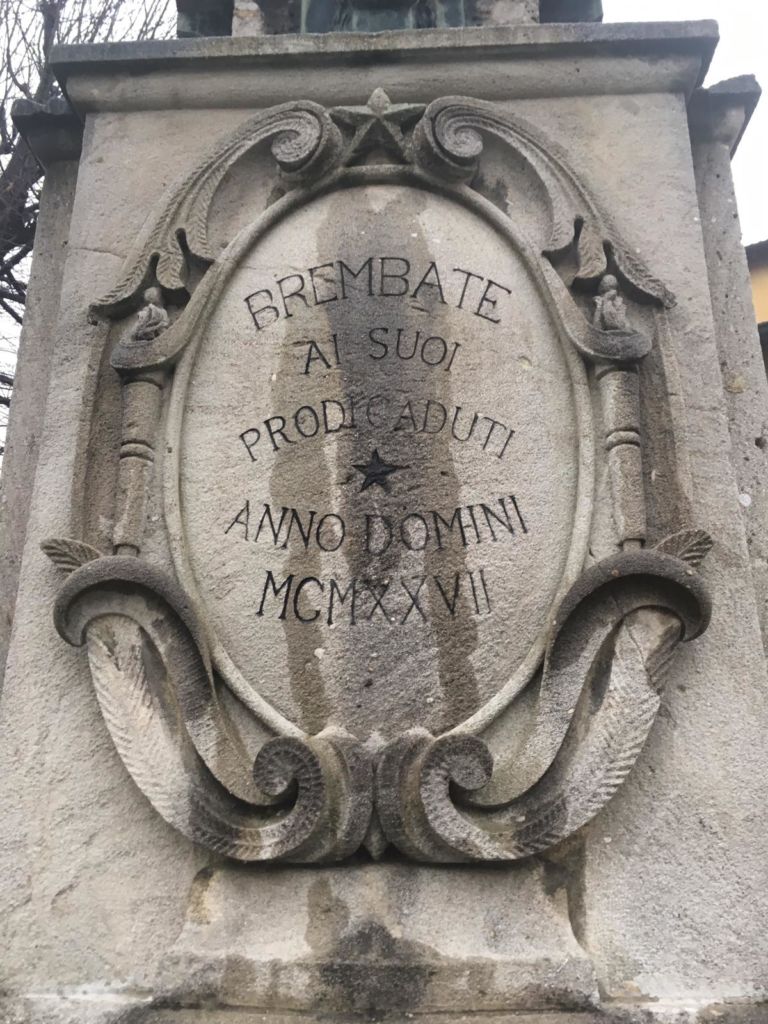 BREMBATE
AI SUOI
PRODI CADUTI
ANNO DOMINI
MCMXXVII